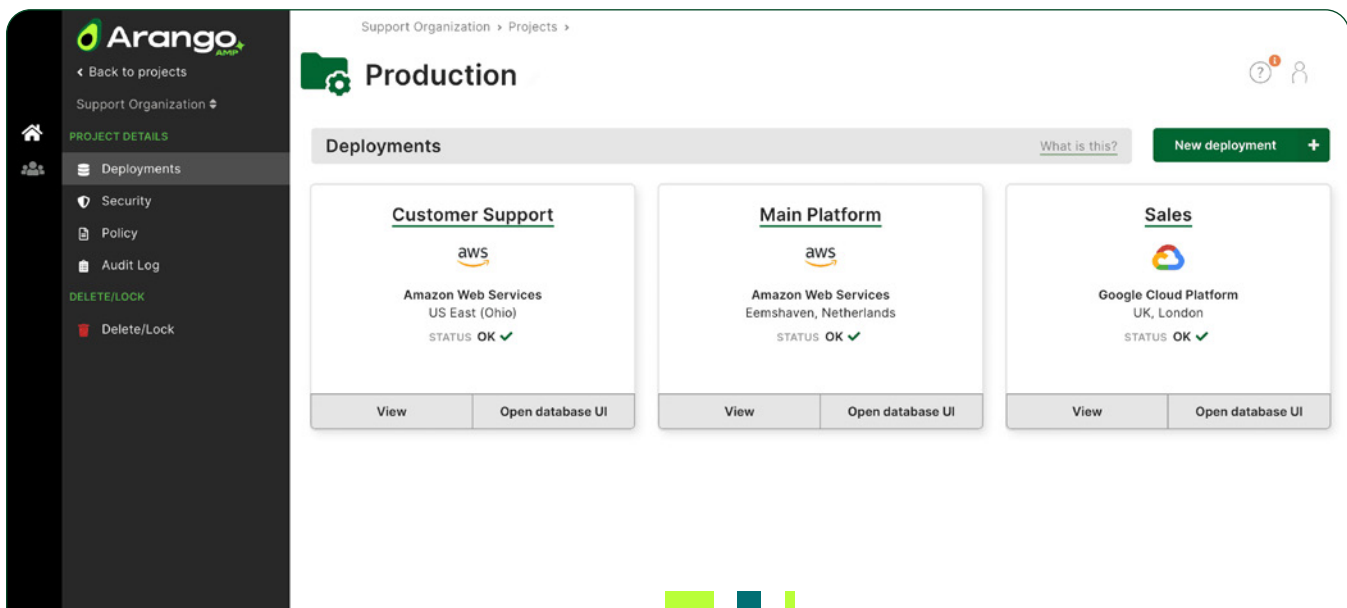 Arango
AMP
Back to projects
Support Organization
PROJECT DETAILS
Deployments
Security
Policy
Audit Log
DELETE/LOCK
Delete/Lock
Support Organization › Projects ›
Production
?
Deployments
What is this?
New deployment +
Customer Support
aws
Amazon Web Services
US East (Ohio)
STATUS OK
View
Open database UI
Main Platform
aws
Amazon Web Services
Eemshaven, Netherlands
STATUS OK
View
Open database UI
Sales
Google Cloud Platform
UK, London
STATUS OK
View
Open database UI